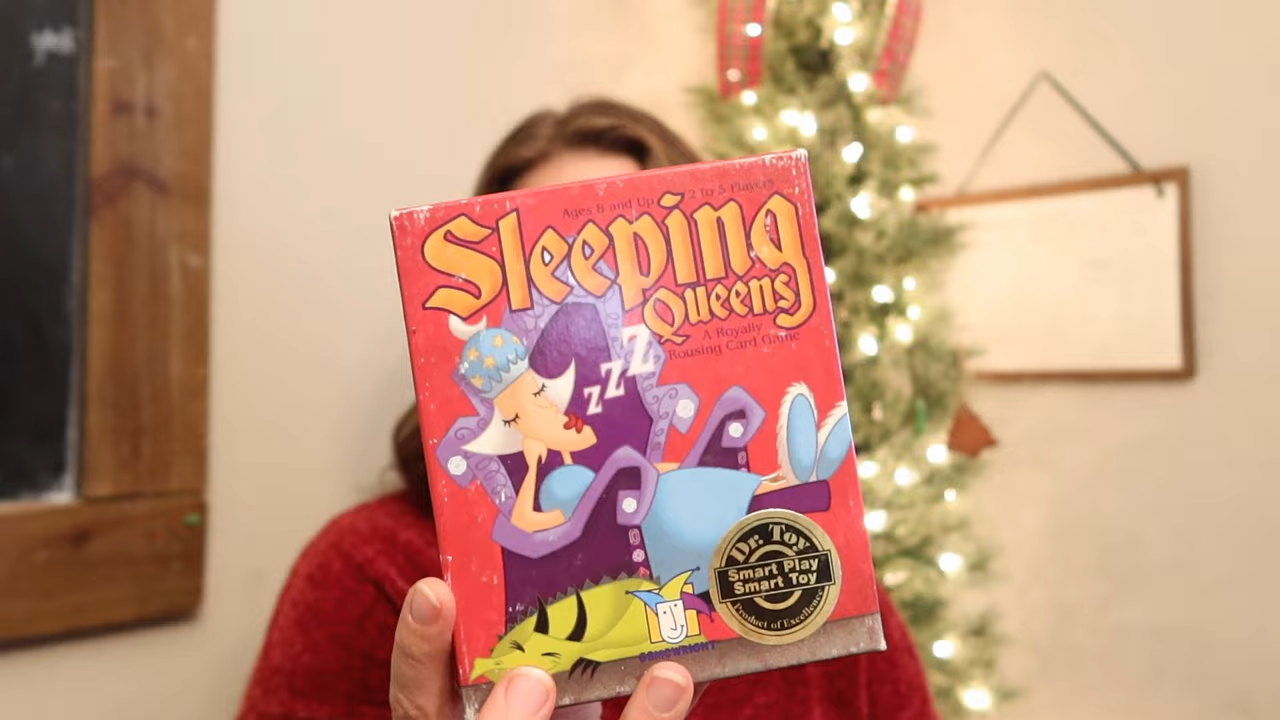 Ages 8 and Up
2 to 5 Players
Sleeping
Queens
A Royally
Rousing Card Game
z z Z Z
Dr. Toy
Smart Play
Smart Toy
Product of Excellence
GAMEWRIGHT